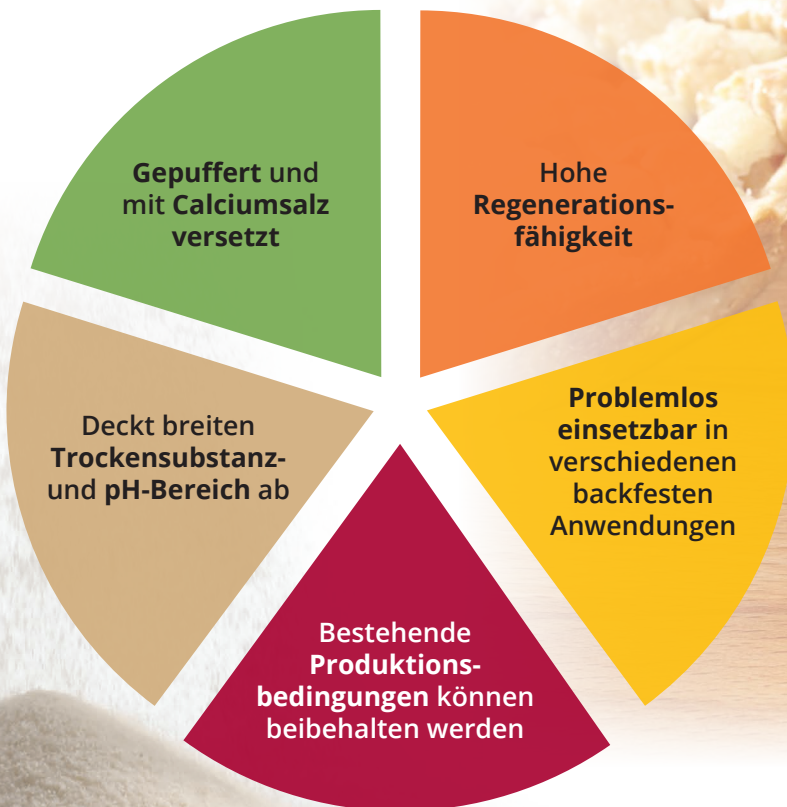 Gepuffert und
mit Calciumsalz
versetzt
Hohe
Regenerations-
fähigkeit
Problemlos
einsetzbar in
verschiedenen
backfesten
Anwendungen
Bestehende
Produktions-
bedingungen können
beibehalten werden
Deckt breiten
Trockensubstanz-
und pH-Bereich ab